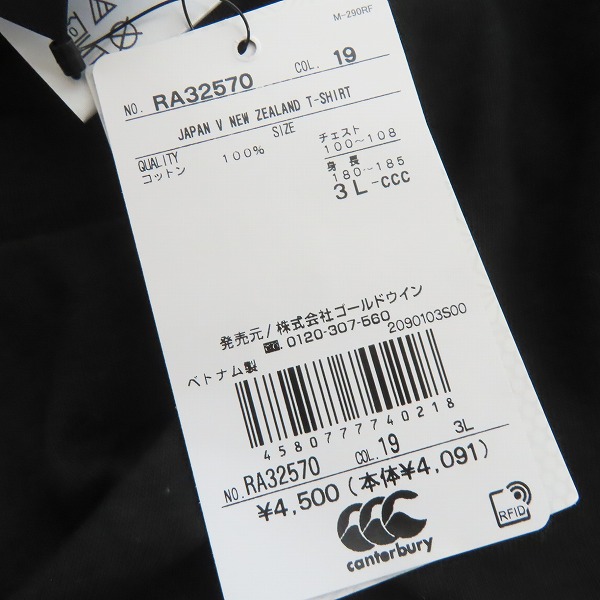 M-290RF
NO. RA32570 COL. 19
JAPAN V NEW ZEALAND T-SHIRT
QUALITY SIZE
コットン 100% チェスト
100～108
身長
180～185
3L-CCC
発売元/株式会社ゴールドウイン
☎.0120-307-560 2090103S00
ベトナム製
4580777740218
NO.RA32570 COL.19 3L
¥4,500(本体¥4,091)
canterbury
RFID